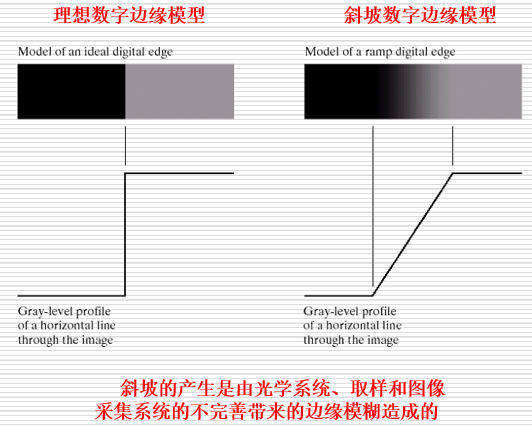 理想数字边缘模型
斜坡数字边缘模型
Model of an ideal digital edge
Model of a ramp digital edge
Gray-level profile
of a horizontal line
through the image
Gray-level profile
of a horizontal line
through the image
斜坡的产生是由光学系统、取样和图像
采集系统的不完善带来的边缘模糊造成的